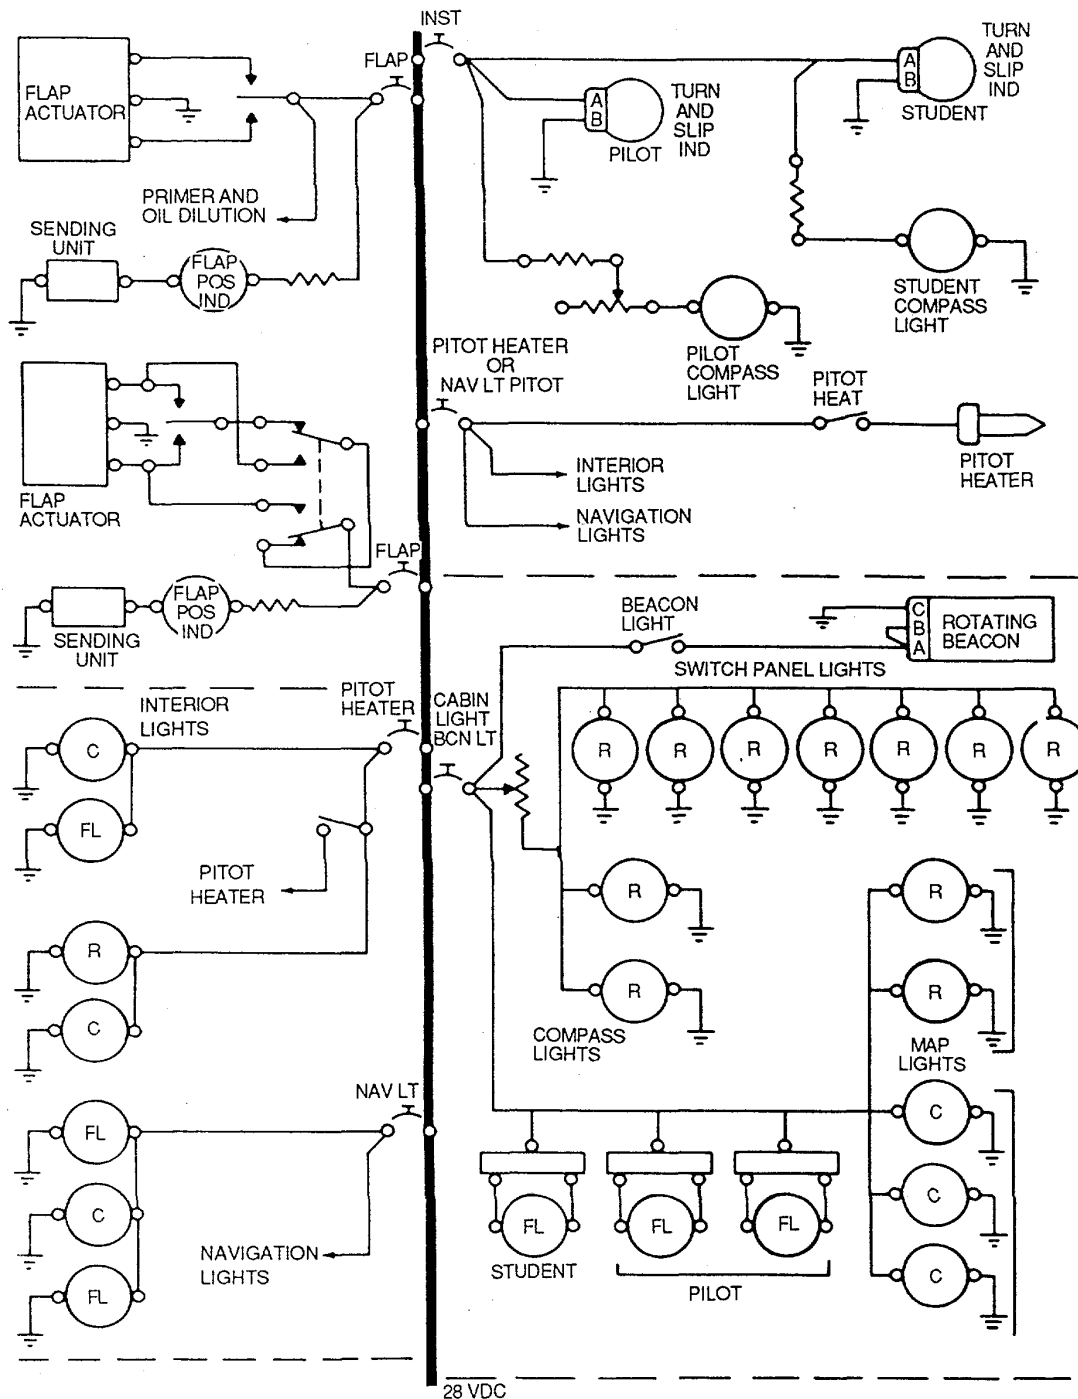 INST
FLAP
FLAP
ACTUATOR
PRIMER AND
OIL DILUTION
SENDING
UNIT
FLAP
POS
IND
A
B
TURN
AND
SLIP
IND
PILOT
A
B
TURN
AND
SLIP
IND
STUDENT
STUDENT
COMPASS
LIGHT
PILOT
COMPASS
LIGHT
PITOT HEATER
OR
NAV LT PITOT
PITOT
HEAT
PITOT
HEATER
INTERIOR
LIGHTS
NAVIGATION
LIGHTS
FLAP
ACTUATOR
FLAP
FLAP
POS
IND
SENDING
UNIT
BEACON
LIGHT
C
B
A
ROTATING
BEACON
SWITCH PANEL LIGHTS
R
R
R
R
R
R
R
INTERIOR
LIGHTS
PITOT
HEATER
CABIN
LIGHT
BCN LT
C
FL
PITOT
HEATER
R
C
R
R
COMPASS
LIGHTS
R
R
MAP
LIGHTS
C
C
C
NAV LT
FL
C
FL
NAVIGATION
LIGHTS
FL
STUDENT
FL
FL
PILOT
28 VDC